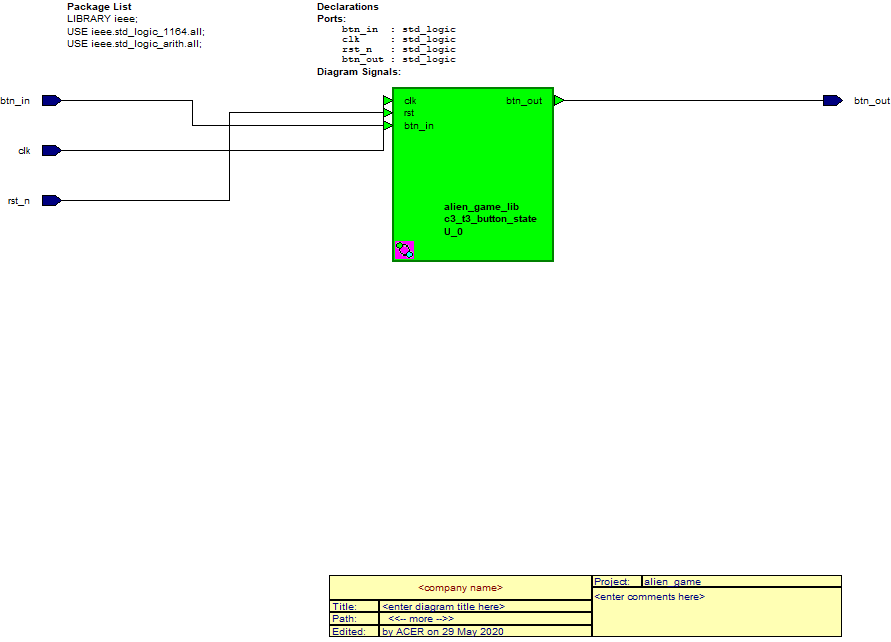 Package List
LIBRARY ieee;
USE ieee.std_logic_1164.all;
USE ieee.std_logic_arith.all;
Declarations
Ports:
btn_in : std_logic
clk : std_logic
rst_n : std_logic
btn_out : std_logic
Diagram Signals:
btn_in
clk
rst_n
clk
rst
btn_in
btn_out
btn_out
alien_game_lib
c3_t3_button_state
U_0
<company name>
Title: <enter diagram title here>
Path: <<-- more -->>
Edited: by ACER on 29 May 2020
Project: alien_game
<enter comments here>